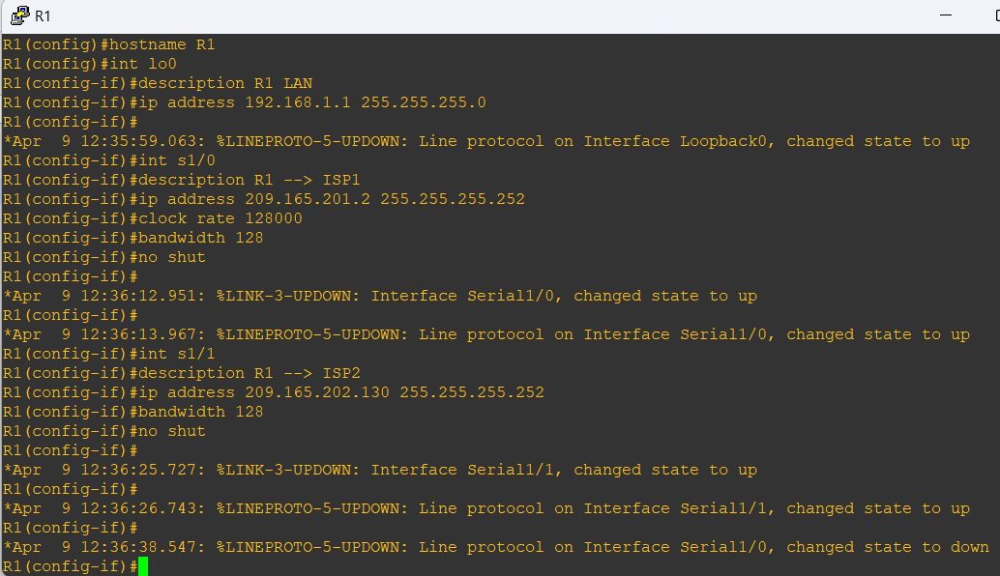 R1
R1(config)#hostname R1
R1(config)#int lo0
R1(config-if)#description R1 LAN
R1(config-if)#ip address 192.168.1.1 255.255.255.0
R1(config-if)#
*Apr  9 12:35:59.063: %LINEPROTO-5-UPDOWN: Line protocol on Interface Loopback0, changed state to up
R1(config-if)#int s1/0
R1(config-if)#description R1 --> ISP1
R1(config-if)#ip address 209.165.201.2 255.255.255.252
R1(config-if)#clock rate 128000
R1(config-if)#bandwidth 128
R1(config-if)#no shut
R1(config-if)#
*Apr  9 12:36:12.951: %LINK-3-UPDOWN: Interface Serial1/0, changed state to up
R1(config-if)#
*Apr  9 12:36:13.967: %LINEPROTO-5-UPDOWN: Line protocol on Interface Serial1/0, changed state to up
R1(config-if)#int s1/1
R1(config-if)#description R1 --> ISP2
R1(config-if)#ip address 209.165.202.130 255.255.255.252
R1(config-if)#bandwidth 128
R1(config-if)#no shut
R1(config-if)#
*Apr  9 12:36:25.727: %LINK-3-UPDOWN: Interface Serial1/1, changed state to up
R1(config-if)#
*Apr  9 12:36:26.743: %LINEPROTO-5-UPDOWN: Line protocol on Interface Serial1/1, changed state to up
R1(config-if)#
*Apr  9 12:36:38.547: %LINEPROTO-5-UPDOWN: Line protocol on Interface Serial1/0, changed state to down
R1(config-if)#